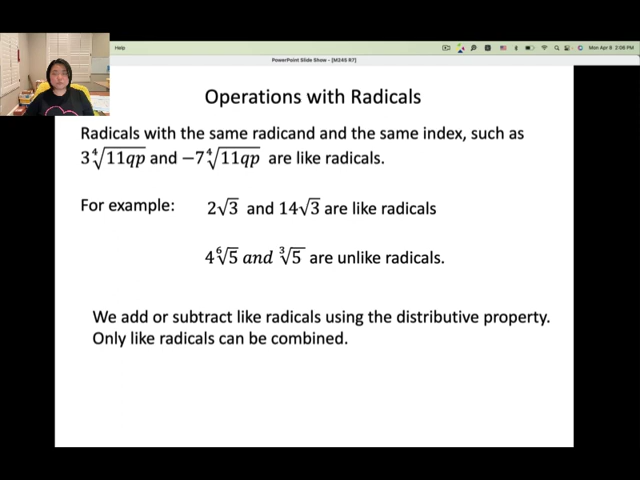 Help
Mon Apr 8 2:08 PM
PowerPoint Slide Show - [M245 R7]
Operations with Radicals
Radicals with the same radicand and the same index, such as
3∜11qp and −7∜11qp are like radicals.
For example: 2√3 and 14√3 are like radicals
4⁶√5 and ³√5 are unlike radicals.
We add or subtract like radicals using the distributive property.
Only like radicals can be combined.